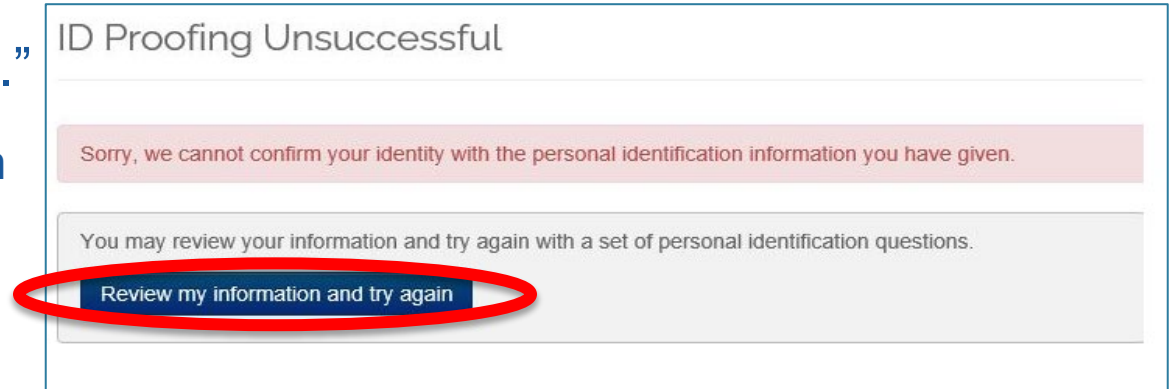 ID Proofing Unsuccessful
.”
Sorry, we cannot confirm your identity with the personal identification information you have given.
You may review your information and try again with a set of personal identification questions.
Review my information and try again